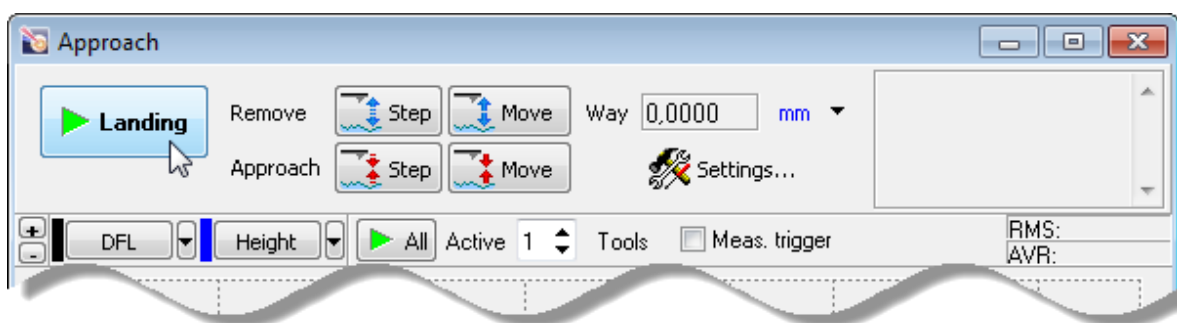 Approach
Landing Remove Step Move Way 0,0000 mm
Approach Step Move Settings...
DFL Height All Active 1 Tools Meas. trigger RMS:
AVR: